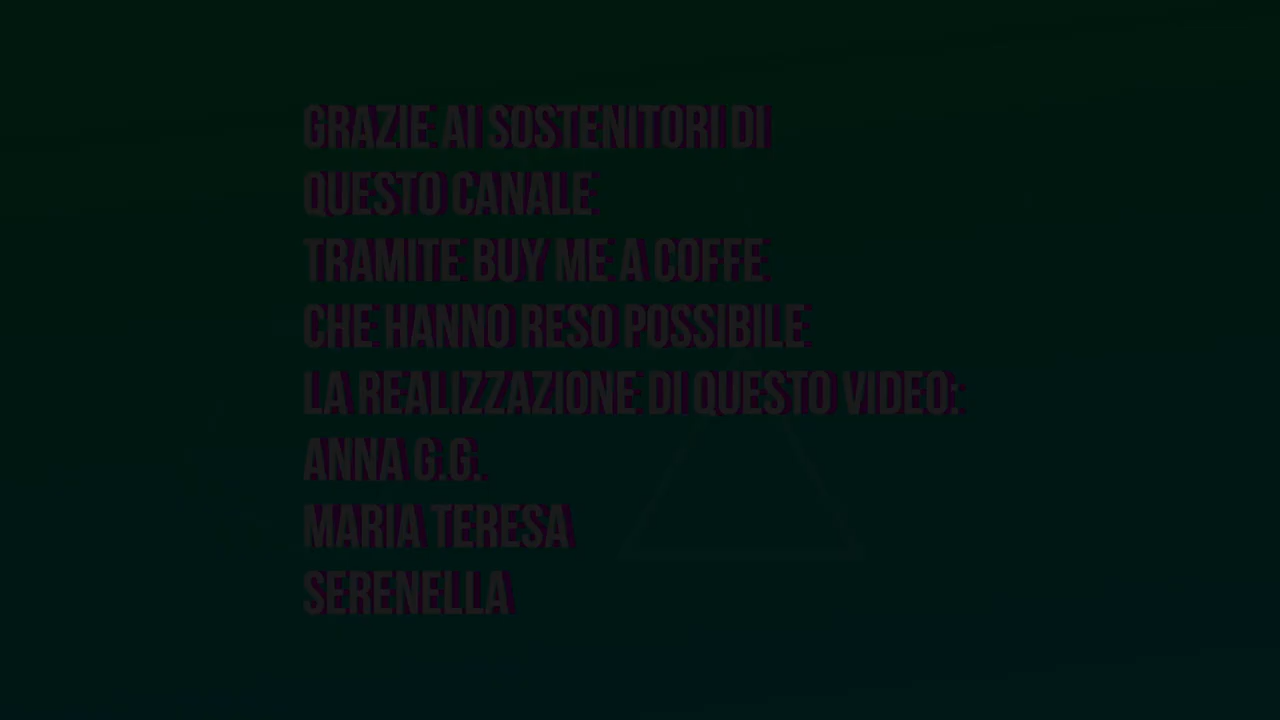 GRAZIE AI SOSTENITORI DI
QUESTO CANALE
TRAMITE BUY ME A COFFE
CHE HANNO RESO POSSIBILE
LA REALIZZAZIONE DI QUESTO VIDEO:
ANNA G.G.
MARIA TERESA
SERENELLA